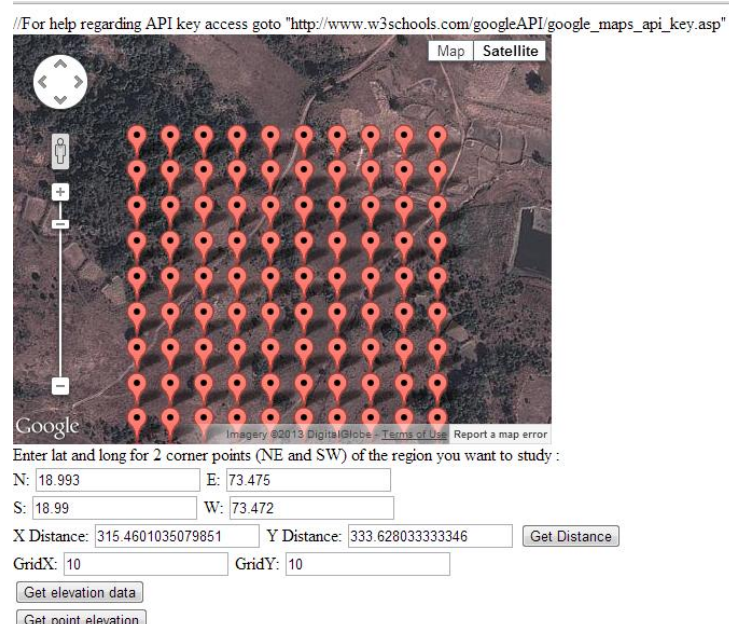 //For help regarding API key access goto "http://www.w3schools.com/googleAPI/google_maps_api_key.asp"
Map Satellite
Google
Imagery ©2013 DigitalGlobe - Terms of Use Report a map error
Enter lat and long for 2 corner points (NE and SW) of the region you want to study :
N: 18.993 E: 73.475
S: 18.99 W: 73.472
X Distance: 315.4601035079851 Y Distance: 333.628033333346 Get Distance
GridX: 10 GridY: 10
Get elevation data
Get point elevation